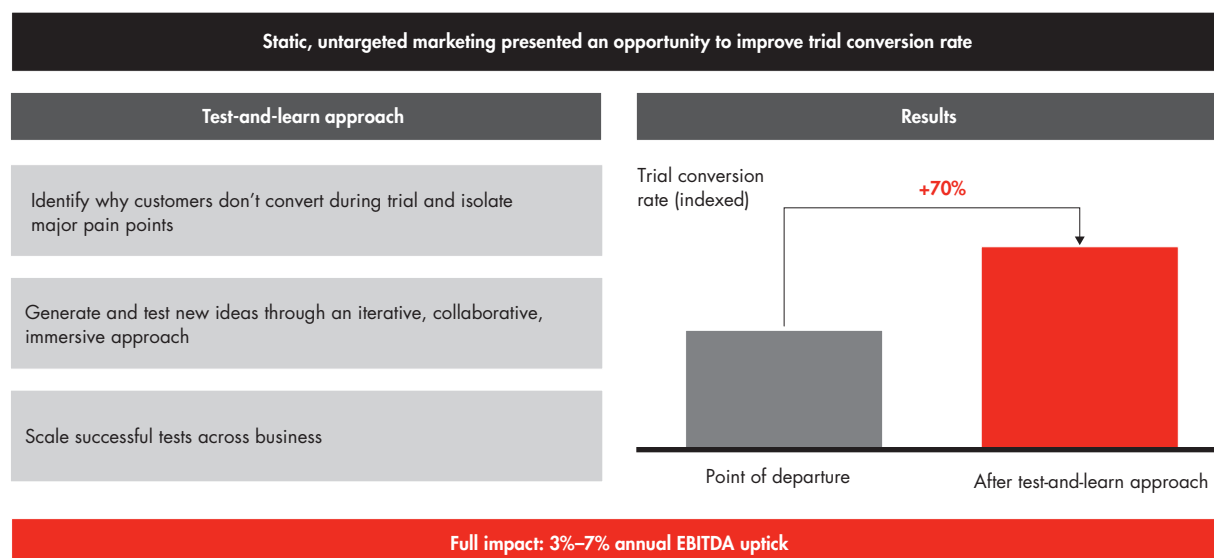 Static, untargeted marketing presented an opportunity to improve trial conversion rate
Test-and-learn approach
Identify why customers don’t convert during trial and isolate
major pain points
Generate and test new ideas through an iterative, collaborative,
immersive approach
Scale successful tests across business
Results
Trial conversion
rate (indexed)
+70%
Point of departure
After test-and-learn approach
Full impact: 3%–7% annual EBITDA uptick